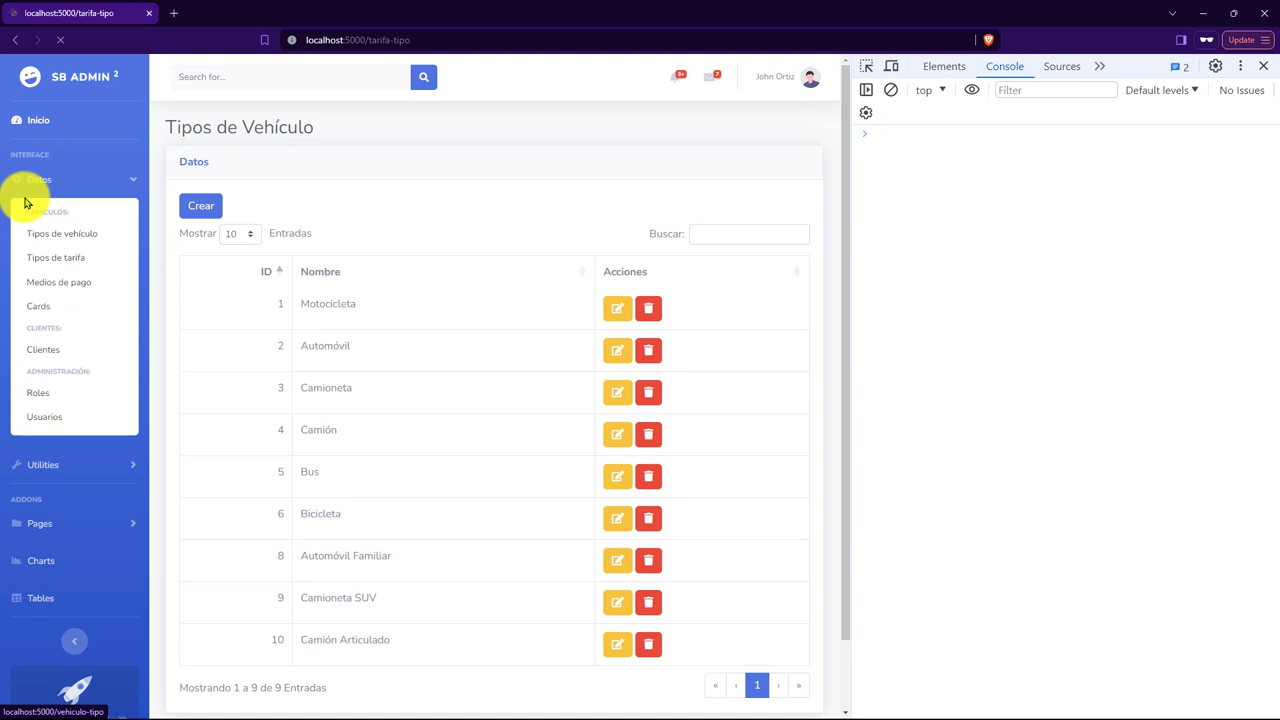 localhost:5000/tarifa-tipo
localhost:5000/tarifa-tipo
Update
SB ADMIN 2
Search for...
3+
7
John Ortiz
Elements
Console
Sources
2
top
Filter
Default levels
No Issues
Inicio
INTERFACE
Datos
Tipos de vehículo
Tipos de tarifa
Medios de pago
Cards
CLIENTES:
Clientes
ADMINISTRACIÓN:
Roles
Usuarios
Utilities
ADDONS
Pages
Charts
Tables
localhost:5000/vehiculo-tipo
Tipos de Vehículo
Datos
Crear
Mostrar 10 Entradas
Buscar:
ID Nombre Acciones
1 Motocicleta
2 Automóvil
3 Camioneta
4 Camión
5 Bus
6 Bicicleta
8 Automóvil Familiar
9 Camioneta SUV
10 Camión Articulado
Mostrando 1 a 9 de 9 Entradas
« ‹ 1 › »